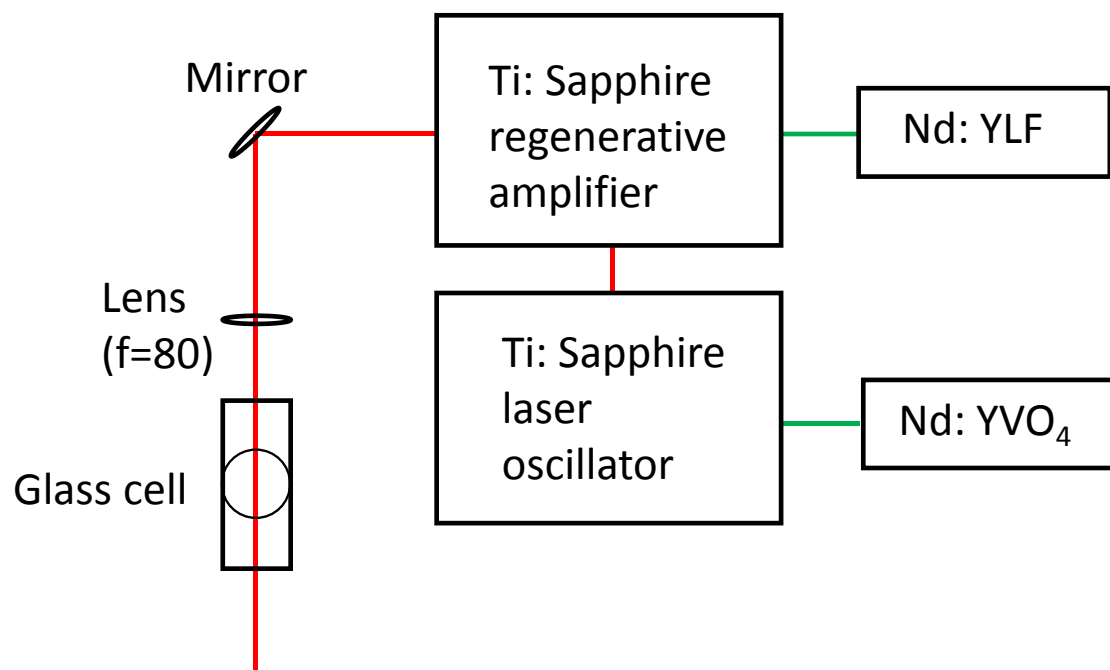 Mirror
Ti: Sapphire
regenerative
amplifier
Nd: YLF
Lens
(f=80)
Ti: Sapphire
laser
oscillator
Nd: YVO₄
Glass cell